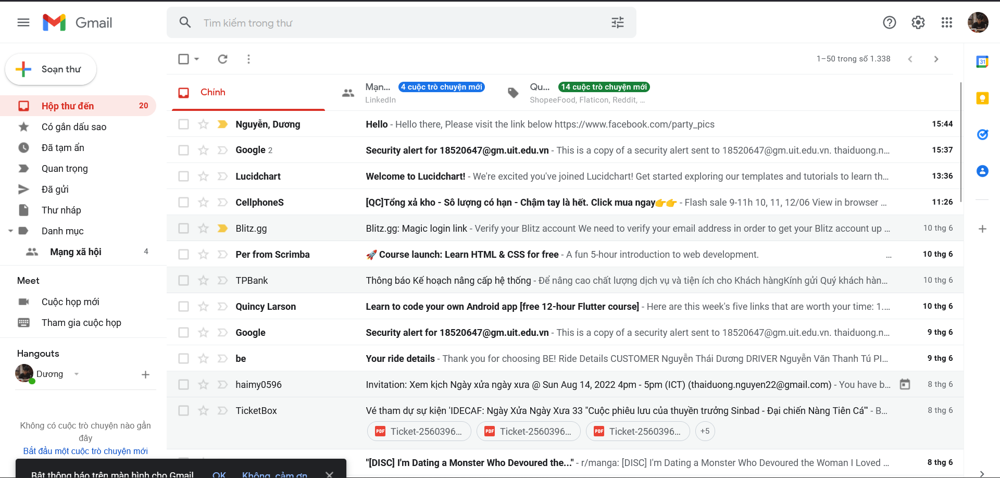 Gmail
Tìm kiếm trong thư
Soạn thư
1–50 trong số 1.338
31
Hộp thư đến 20
Có gắn dấu sao
Đã tạm ẩn
Quan trọng
Đã gửi
Thư nháp
Danh mục
Mạng xã hội 4
Meet
Cuộc họp mới
Tham gia cuộc họp
Hangouts
Dương
Không có cuộc trò chuyện nào gần
đây
Bắt đầu một cuộc trò chuyện mới
Chính
Mạn... 4 cuộc trò chuyện mới
LinkedIn
Qu... 14 cuộc trò chuyện mới
ShopeeFood, Flaticon, Reddit, ...
Nguyễn, Dương Hello - Hello there, Please visit the link below https://www.facebook.com/party_pics 15:44
Google 2 Security alert for 18520647@gm.uit.edu.vn - This is a copy of a security alert sent to 18520647@gm.uit.edu.vn. thaiduong.n... 15:37
Lucidchart Welcome to Lucidchart! - We're excited you've joined Lucidchart! Get started exploring our templates and tutorials to learn th... 13:36
CellphoneS [QC]Tổng xả kho - Số lượng có hạn - Chậm tay là hết. Click mua ngay👉👉 - Flash sale 9-11h 10, 11, 12/06 View in browser ... 11:26
Blitz.gg Blitz.gg: Magic login link - Verify your Blitz account We need to verify your email address in order to get your Blitz account up ... 10 thg 6
Per from Scrimba 🚀 Course launch: Learn HTML & CSS for free - A fun 5-hour introduction to web development. ... 10 thg 6
TPBank Thông báo Kế hoạch nâng cấp hệ thống - Để nâng cao chất lượng dịch vụ và tiện ích cho Khách hàngKính gửi Quý khách hàn... 10 thg 6
Quincy Larson Learn to code your own Android app [free 12-hour Flutter course] - Here are this week's five links that are worth your time: 1.... 10 thg 6
Google Security alert for 18520647@gm.uit.edu.vn - This is a copy of a security alert sent to 18520647@gm.uit.edu.vn. thaiduong.n... 9 thg 6
be Your ride details - Thank you for choosing BE! Ride Details CUSTOMER Nguyễn Thái Dương DRIVER Nguyễn Văn Thanh Tú PI... 9 thg 6
haimy0596 Invitation: Xem kịch Ngày xửa ngày xưa @ Sun Aug 14, 2022 4pm - 5pm (ICT) (thaiduong.nguyen22@gmail.com) - You have b... 8 thg 6
TicketBox Vé tham dự sự kiện 'IDECAF: Ngày Xửa Ngày Xưa 33 "Cuộc phiêu lưu của thuyền trưởng Sinbad - Đại chiến Nàng Tiên Cá"' - B... 8 thg 6
PDF Ticket-2560396... PDF Ticket-2560396... PDF Ticket-2560396... +5
"[DISC] I'm Dating a Monster Who Devoured the..." - r/manga: [DISC] I'm Dating a Monster Who Devoured the Woman I Loved ... 8 thg 6
Bật thông báo trên màn hình cho Gmail. OK Không, cảm ơn